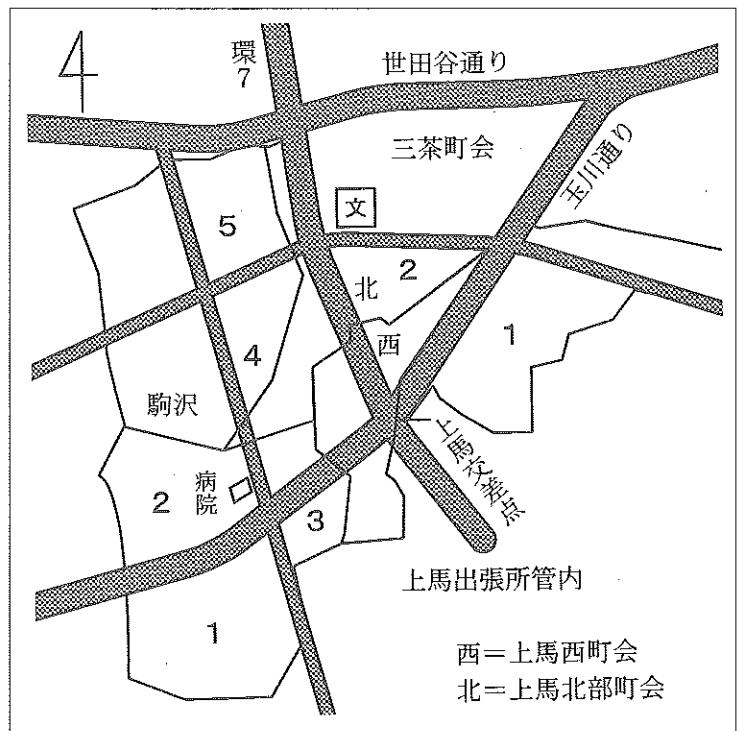 環7
世田谷通り
三茶町会
玉川通り
文
5
2
北
1
西
4
駒沢
上馬交差点
病院
2
3
上馬出張所管内
1
西=上馬西町会
北=上馬北部町会